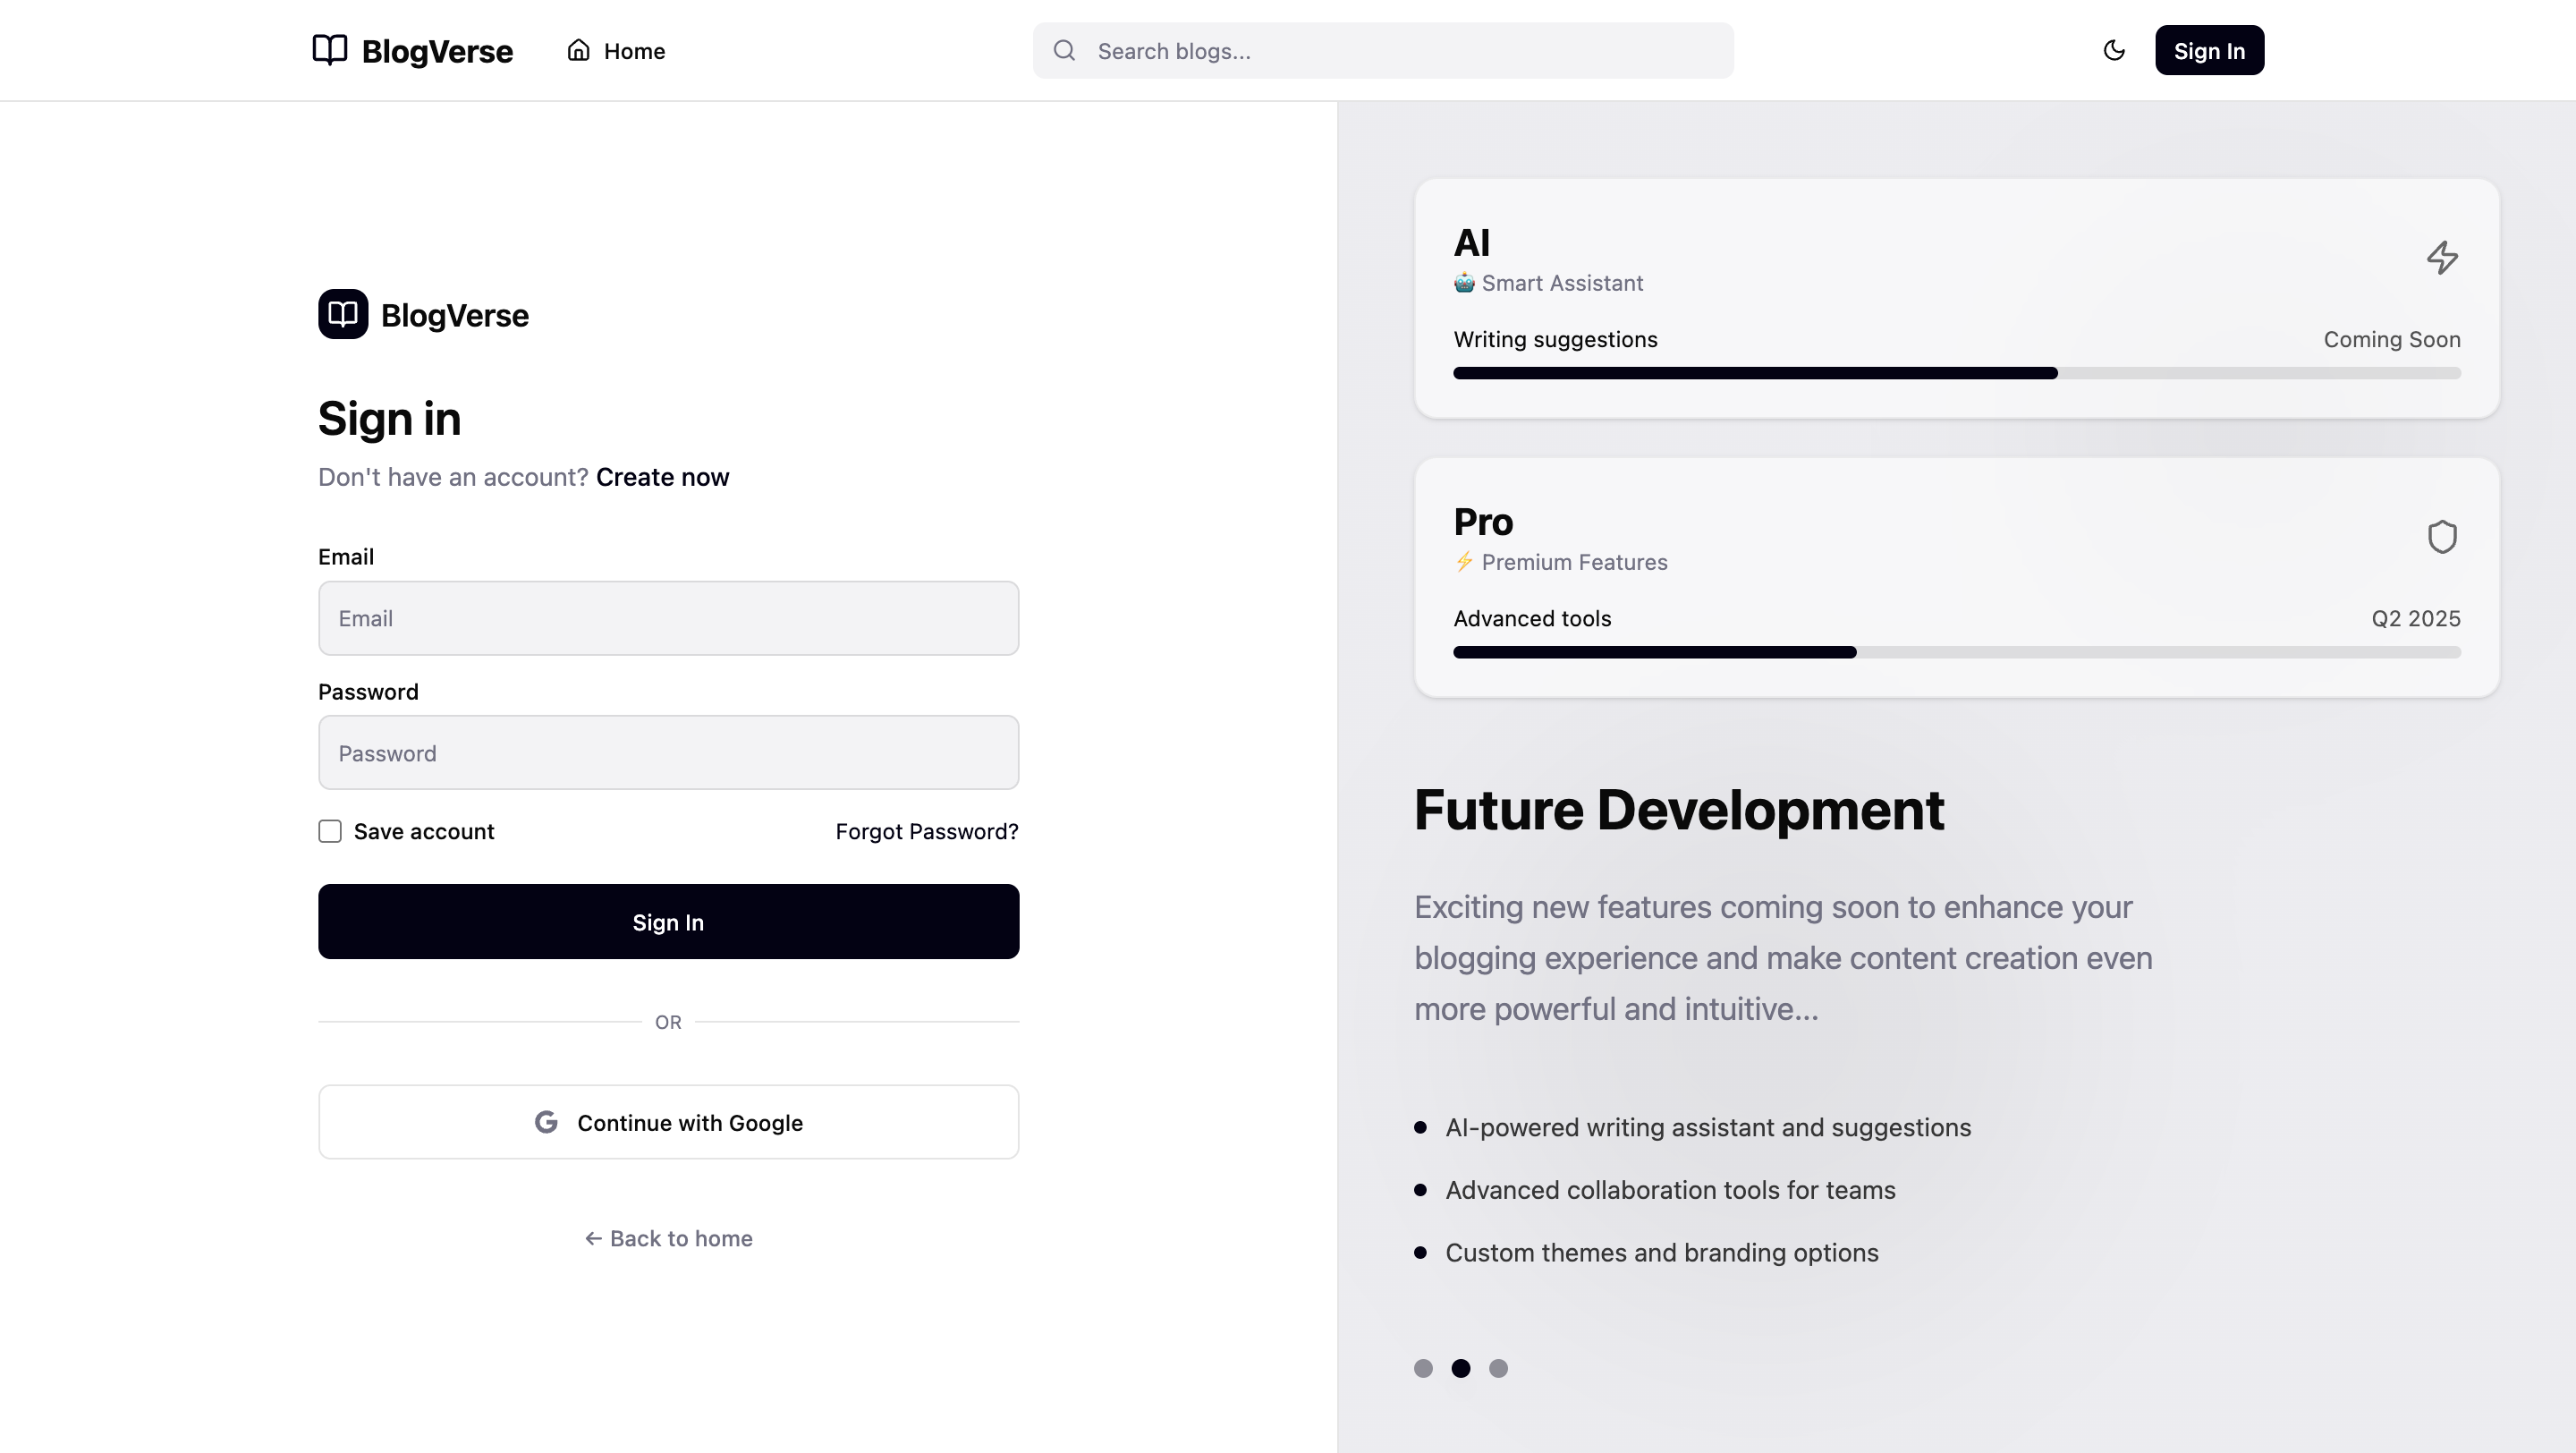 BlogVerse
Home
Search blogs...
Sign In
BlogVerse
Sign in
Don't have an account? Create now
Email
Email
Password
Password
Save account
Forgot Password?
Sign In
OR
Continue with Google
← Back to home
AI
🤖 Smart Assistant
Writing suggestions
Coming Soon
Pro
⚡ Premium Features
Advanced tools
Q2 2025
Future Development
Exciting new features coming soon to enhance your
blogging experience and make content creation even
more powerful and intuitive...
AI-powered writing assistant and suggestions
Advanced collaboration tools for teams
Custom themes and branding options